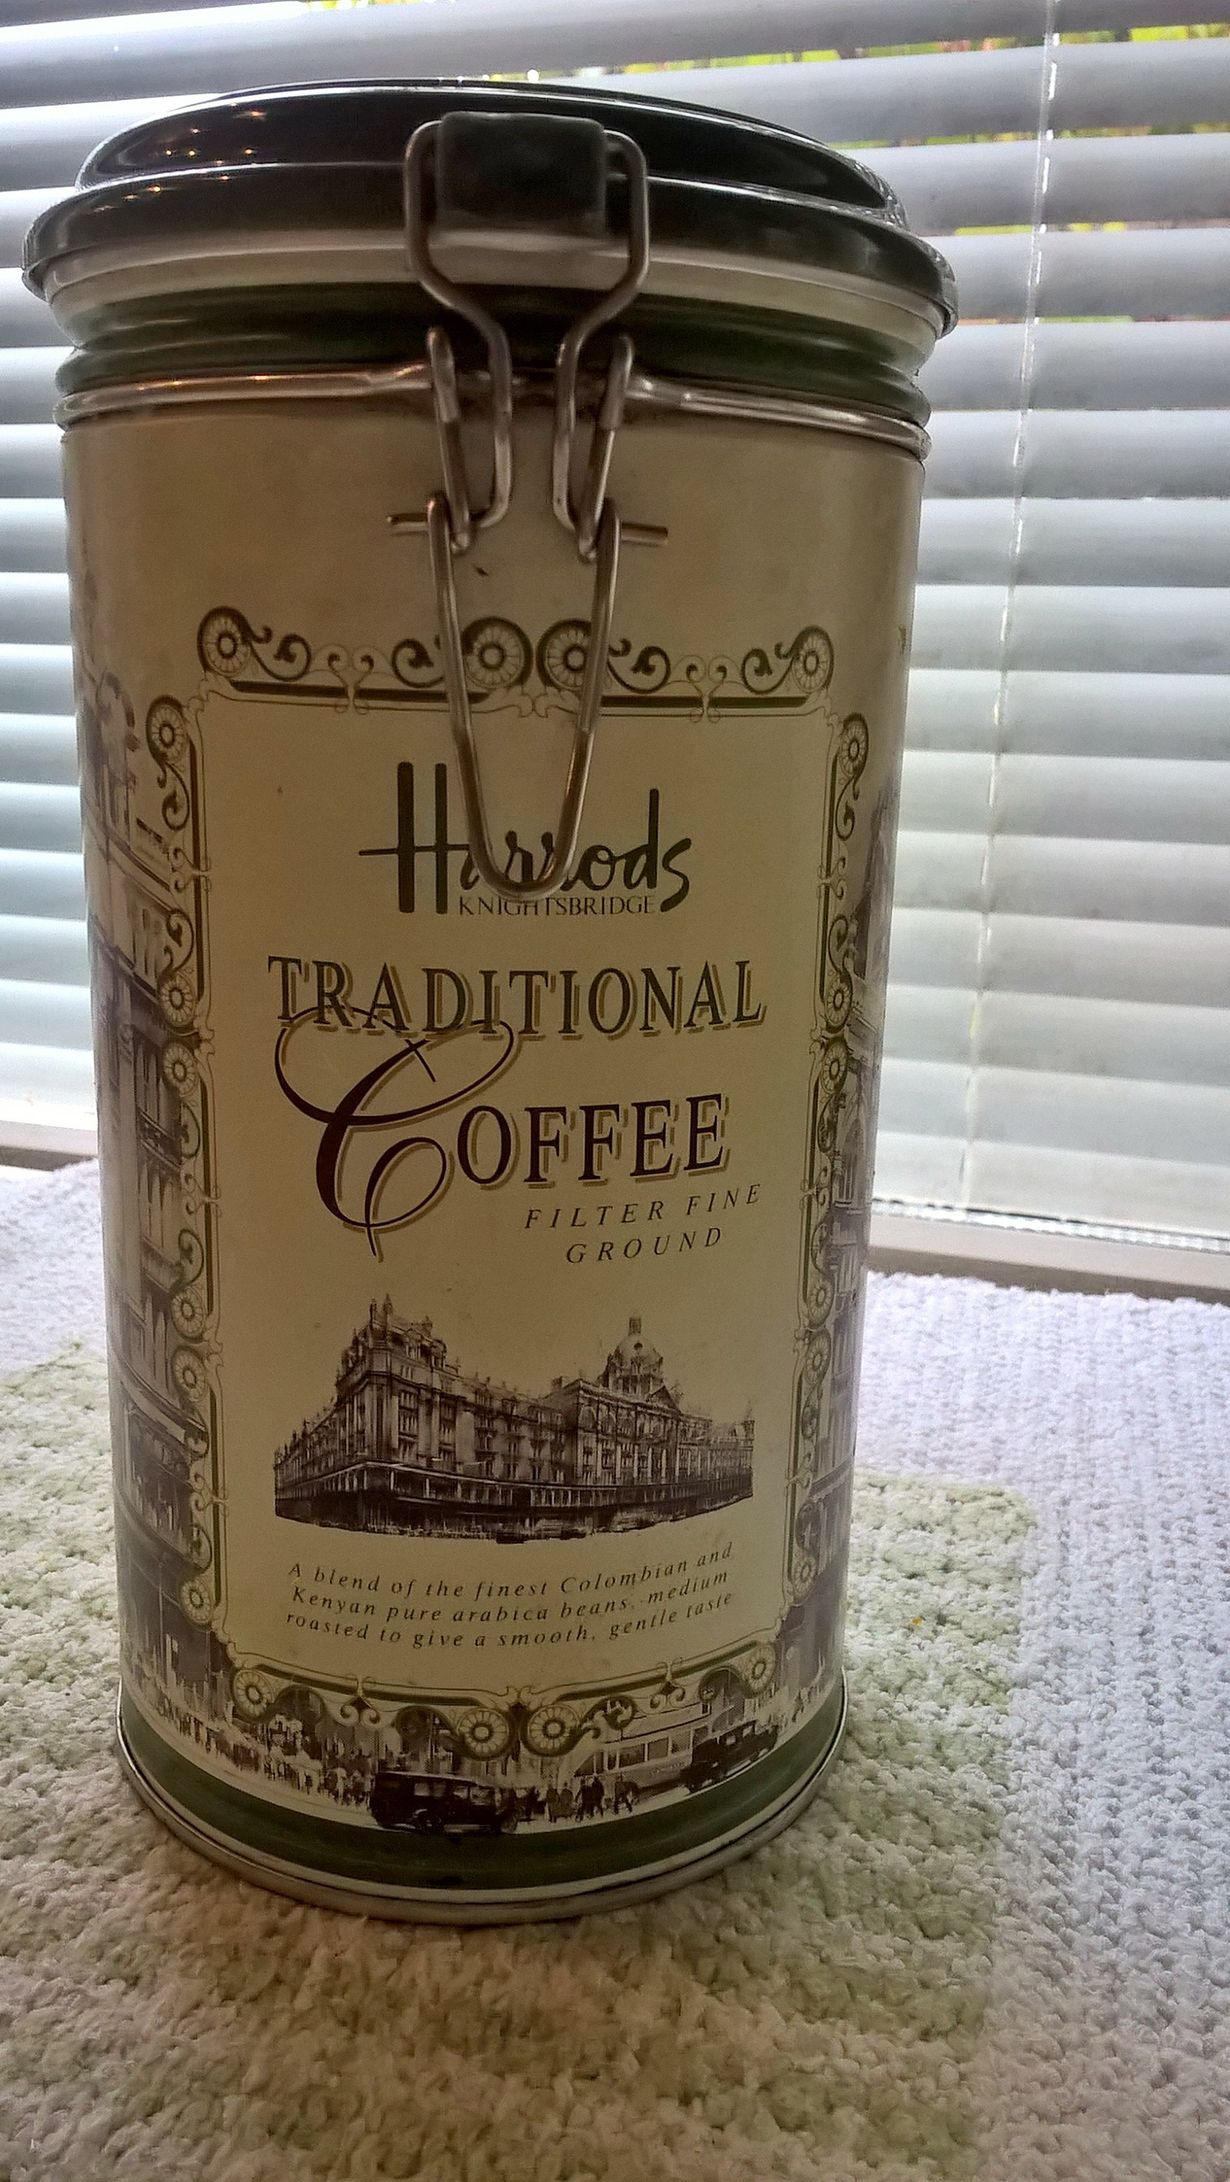 Harrods
KNIGHTSBRIDGE
TRADITIONAL
COFFEE
FILTER FINE
GROUND
A blend of the finest Colombian and
Kenyan pure arabica beans, medium
roasted to give a smooth, gentle taste